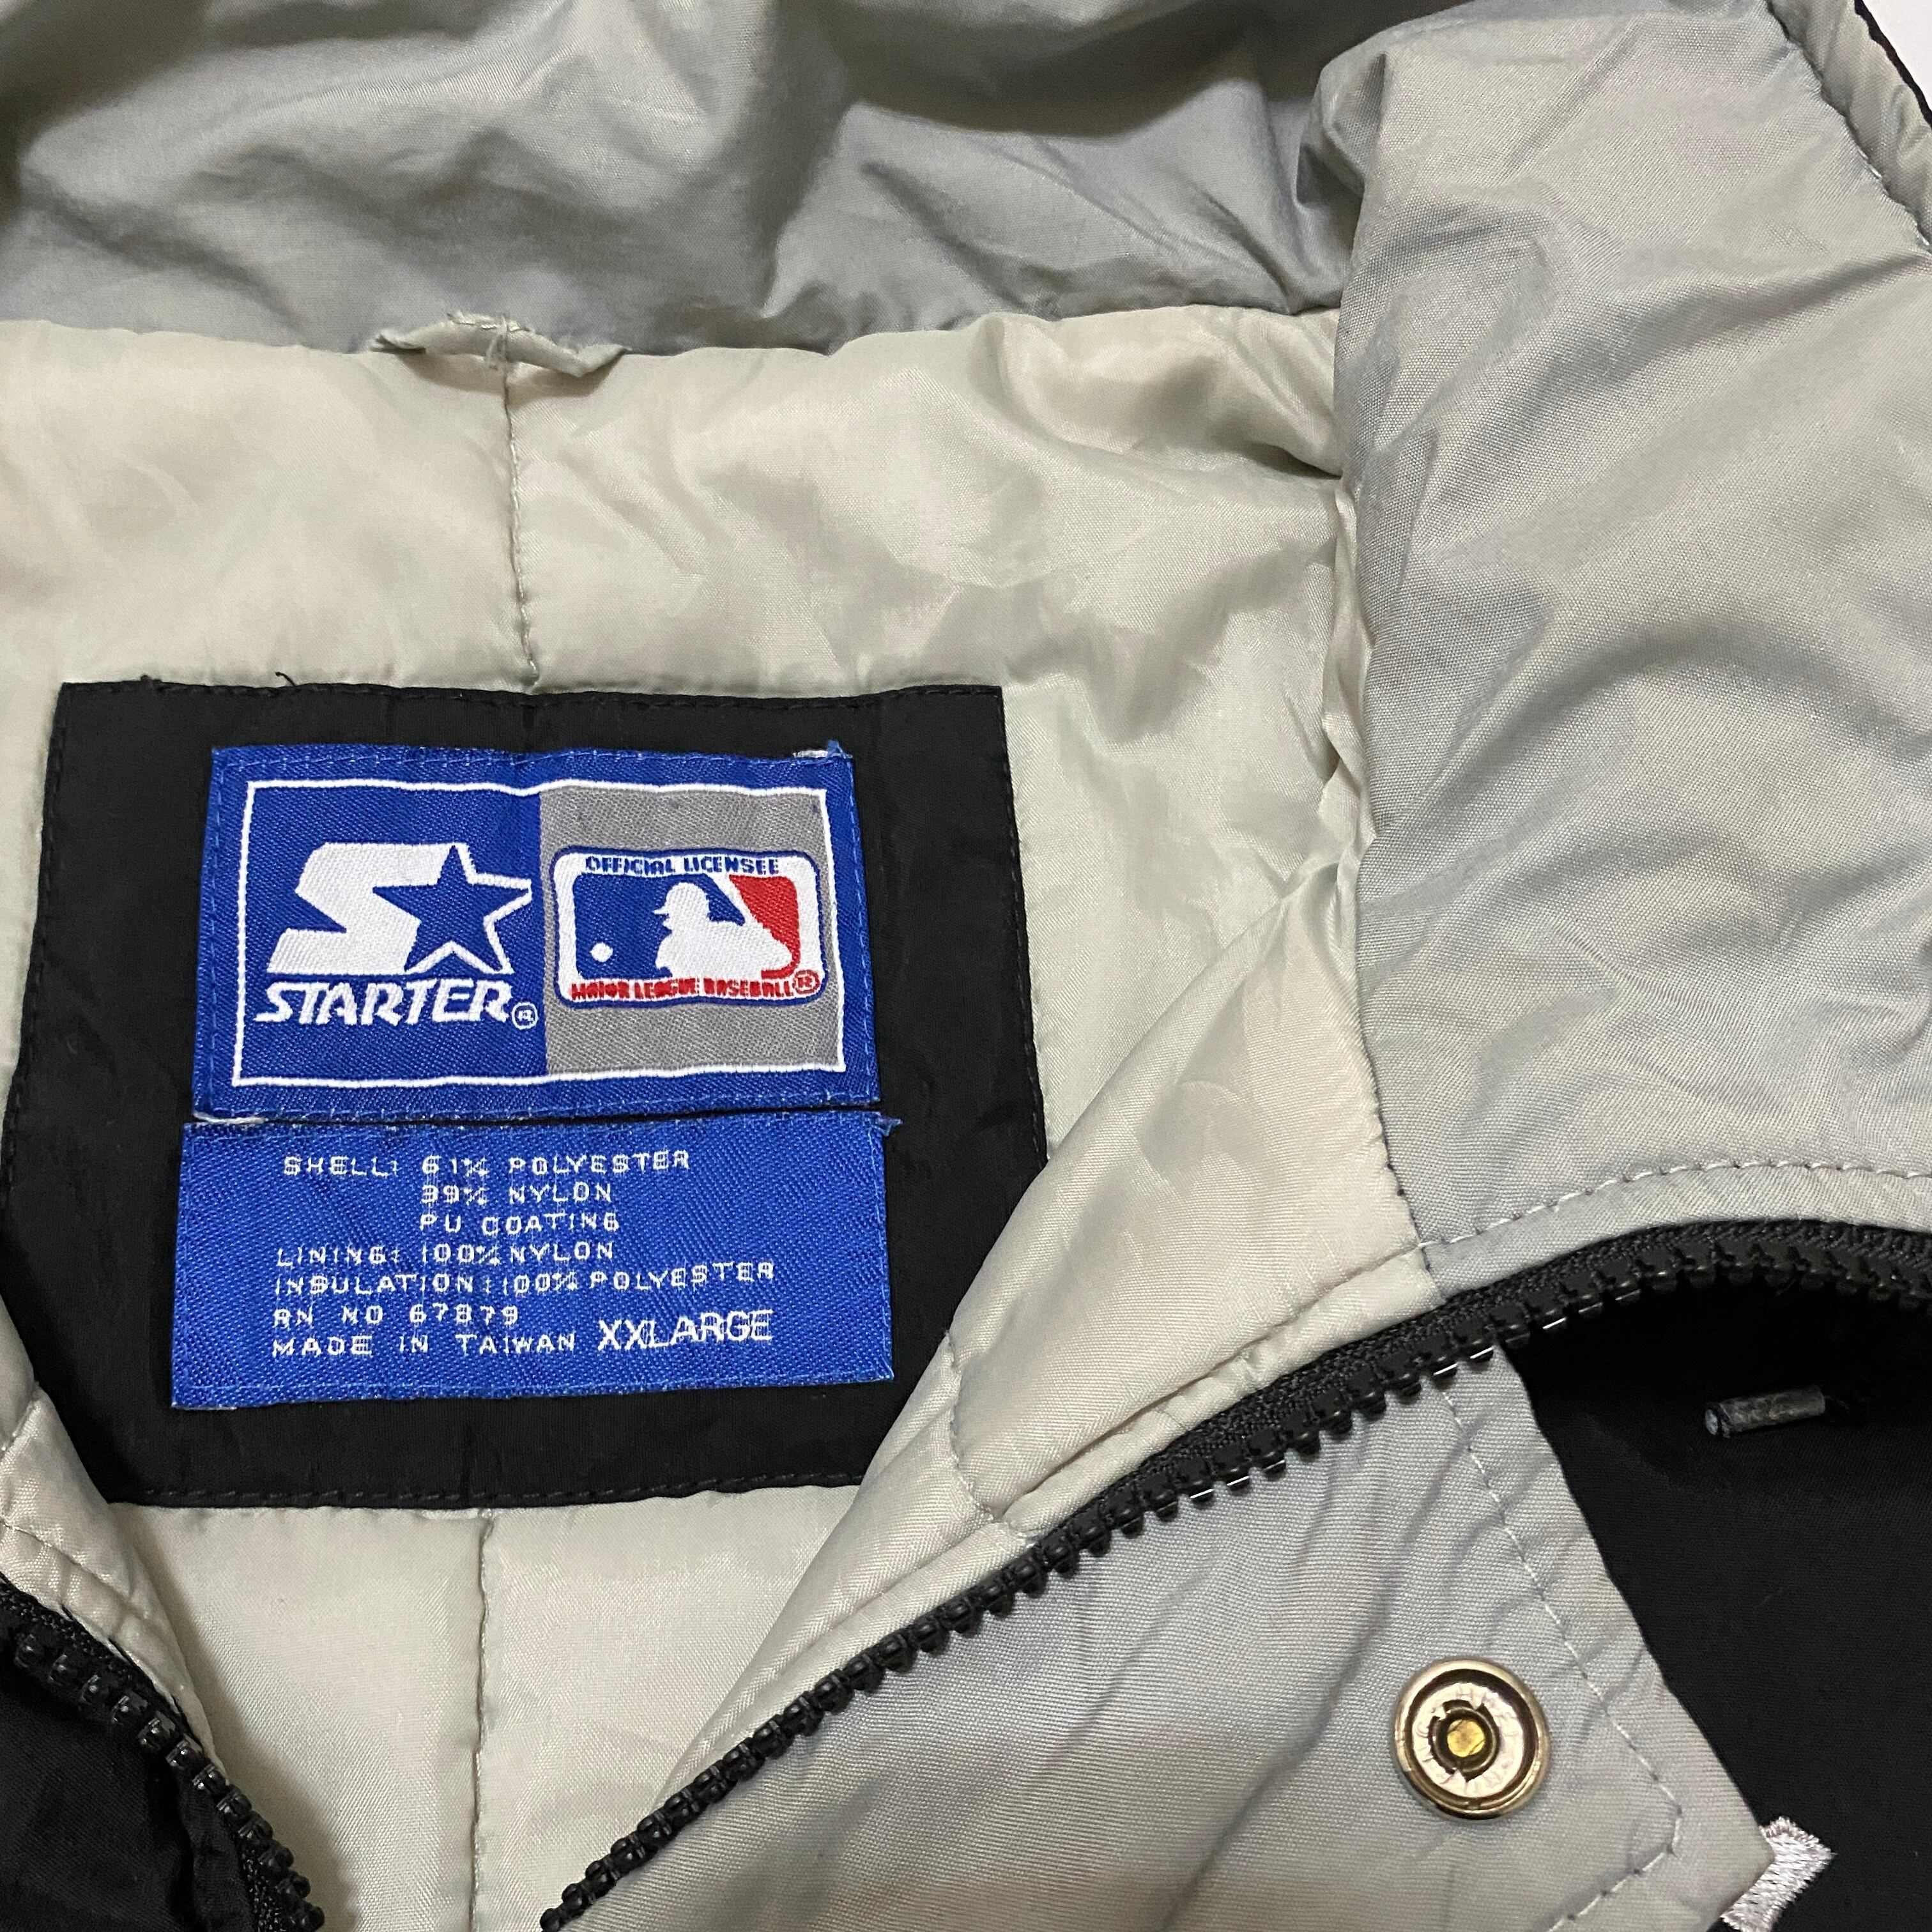 STARTER®
OFFICIAL LICENSEE
MAJOR LEAGUE BASEBALL®
SHELL: 61% POLYESTER
39% NYLON
PU COATING
LINING: 100% NYLON
INSULATION: 100% POLYESTER
RN NO 67879
MADE IN TAIWAN XXLARGE